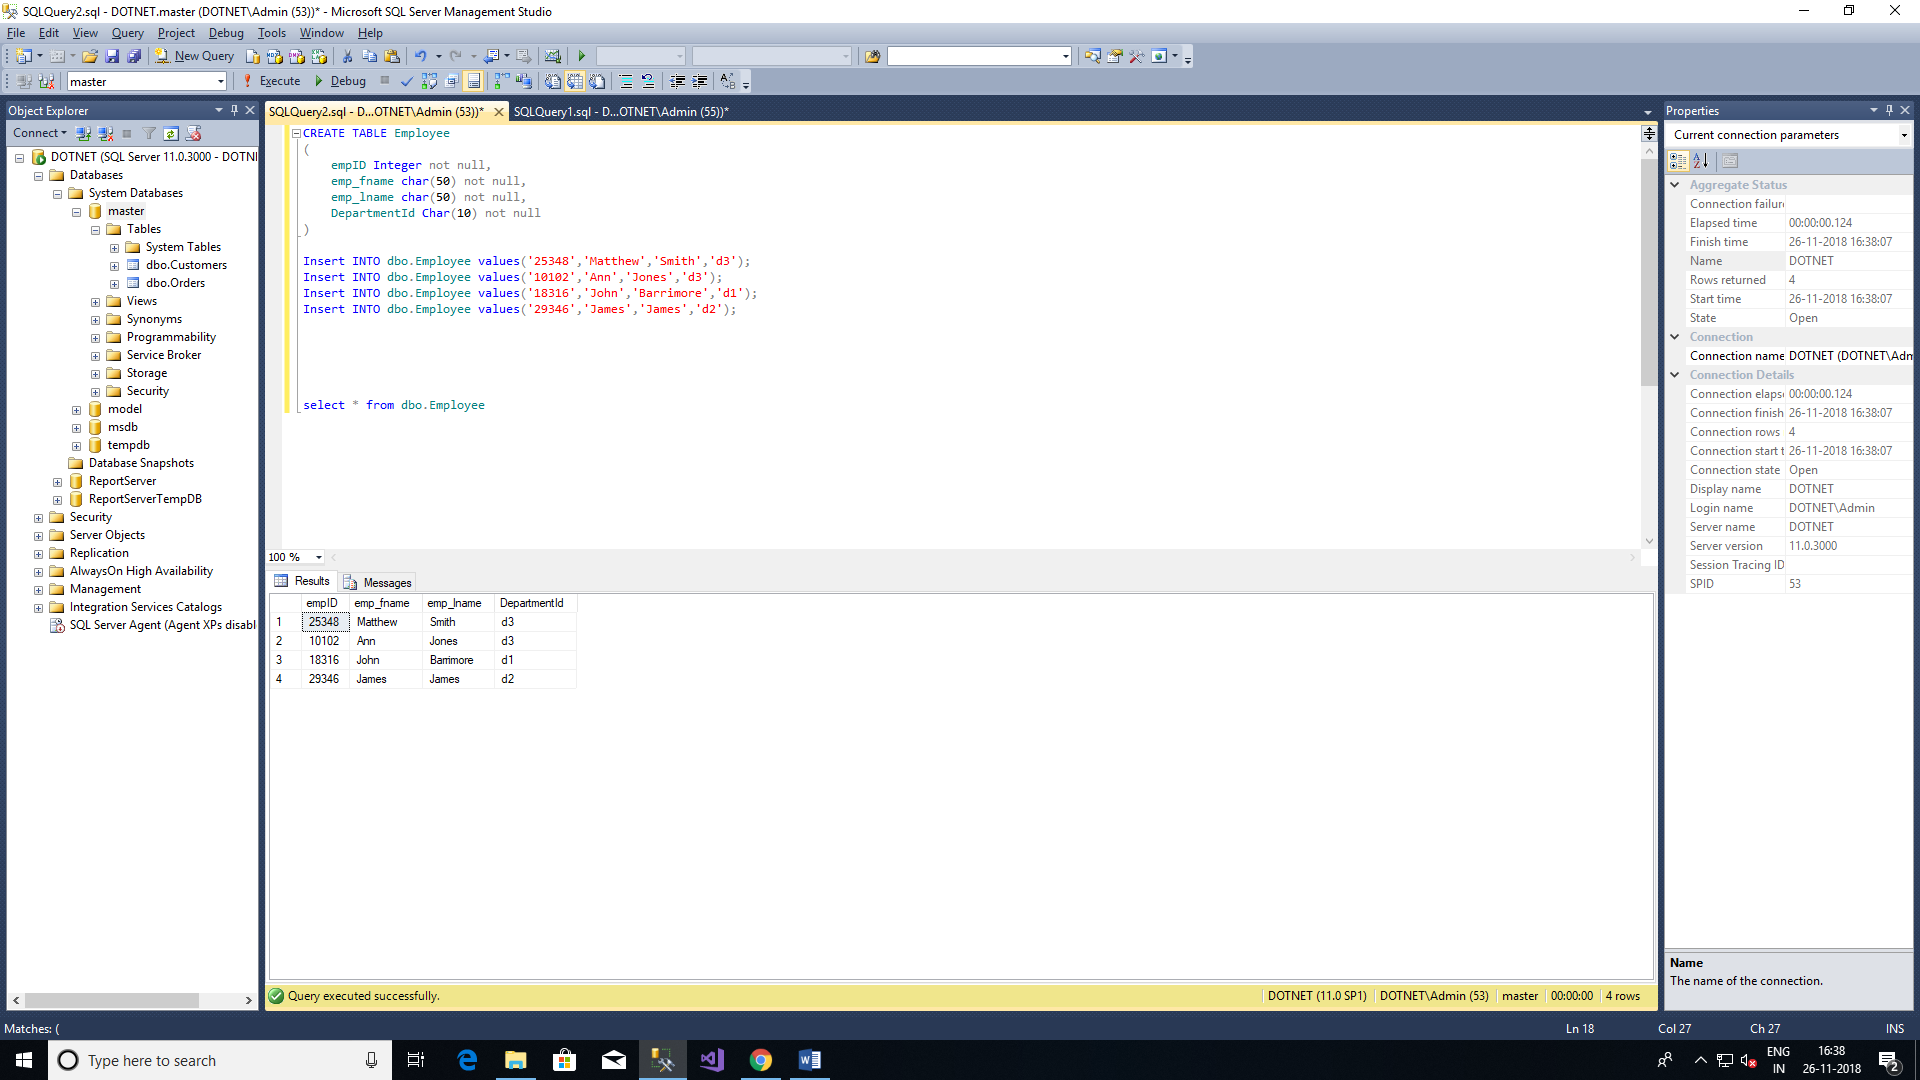 SQLQuery2.sql - DOTNET.master (DOTNET\Admin (53))* - Microsoft SQL Server Management Studio
File Edit View Query Project Debug Tools Window Help
New Query
master Execute Debug
Object Explorer
Connect
DOTNET (SQL Server 11.0.3000 - DOTNI
Databases
System Databases
master
Tables
System Tables
dbo.Customers
dbo.Orders
Views
Synonyms
Programmability
Service Broker
Storage
Security
model
msdb
tempdb
Database Snapshots
ReportServer
ReportServerTempDB
Security
Server Objects
Replication
AlwaysOn High Availability
Management
Integration Services Catalogs
SQL Server Agent (Agent XPs disabl
SQLQuery2.sql - D...OTNET\Admin (53))* SQLQuery1.sql - D...OTNET\Admin (55))*
CREATE TABLE Employee
(
empID Integer not null,
emp_fname char(50) not null,
emp_lname char(50) not null,
DepartmentId Char(10) not null
)
Insert INTO dbo.Employee values('25348','Matthew','Smith','d3');
Insert INTO dbo.Employee values('10102','Ann','Jones','d3');
Insert INTO dbo.Employee values('18316','John','Barrimore','d1');
Insert INTO dbo.Employee values('29346','James','James','d2');
select * from dbo.Employee
100 %
Results Messages
empID emp_fname emp_lname DepartmentId
1 25348 Matthew Smith d3
2 10102 Ann Jones d3
3 18316 John Barrimore d1
4 29346 James James d2
Query executed successfully. DOTNET (11.0 SP1) DOTNET\Admin (53) master 00:00:00 4 rows
Properties
Current connection parameters
Aggregate Status
Connection failure
Elapsed time 00:00:00.124
Finish time 26-11-2018 16:38:07
Name DOTNET
Rows returned 4
Start time 26-11-2018 16:38:07
State Open
Connection
Connection name DOTNET (DOTNET\Adm
Connection Details
Connection elapse 00:00:00.124
Connection finish 26-11-2018 16:38:07
Connection rows 4
Connection start t 26-11-2018 16:38:07
Connection state Open
Display name DOTNET
Login name DOTNET\Admin
Server name DOTNET
Server version 11.0.3000
Session Tracing ID
SPID 53
Name
The name of the connection.
Matches: ( Ln 18 Col 27 Ch 27 INS
Type here to search
ENG
IN
16:38
26-11-2018
2